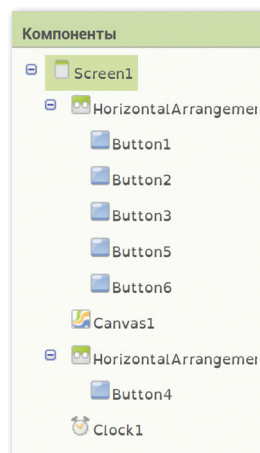 Компоненты
Screen1
HorizontalArrangemer
Button1
Button2
Button3
Button5
Button6
Canvas1
HorizontalArrangemer
Button4
Clock1